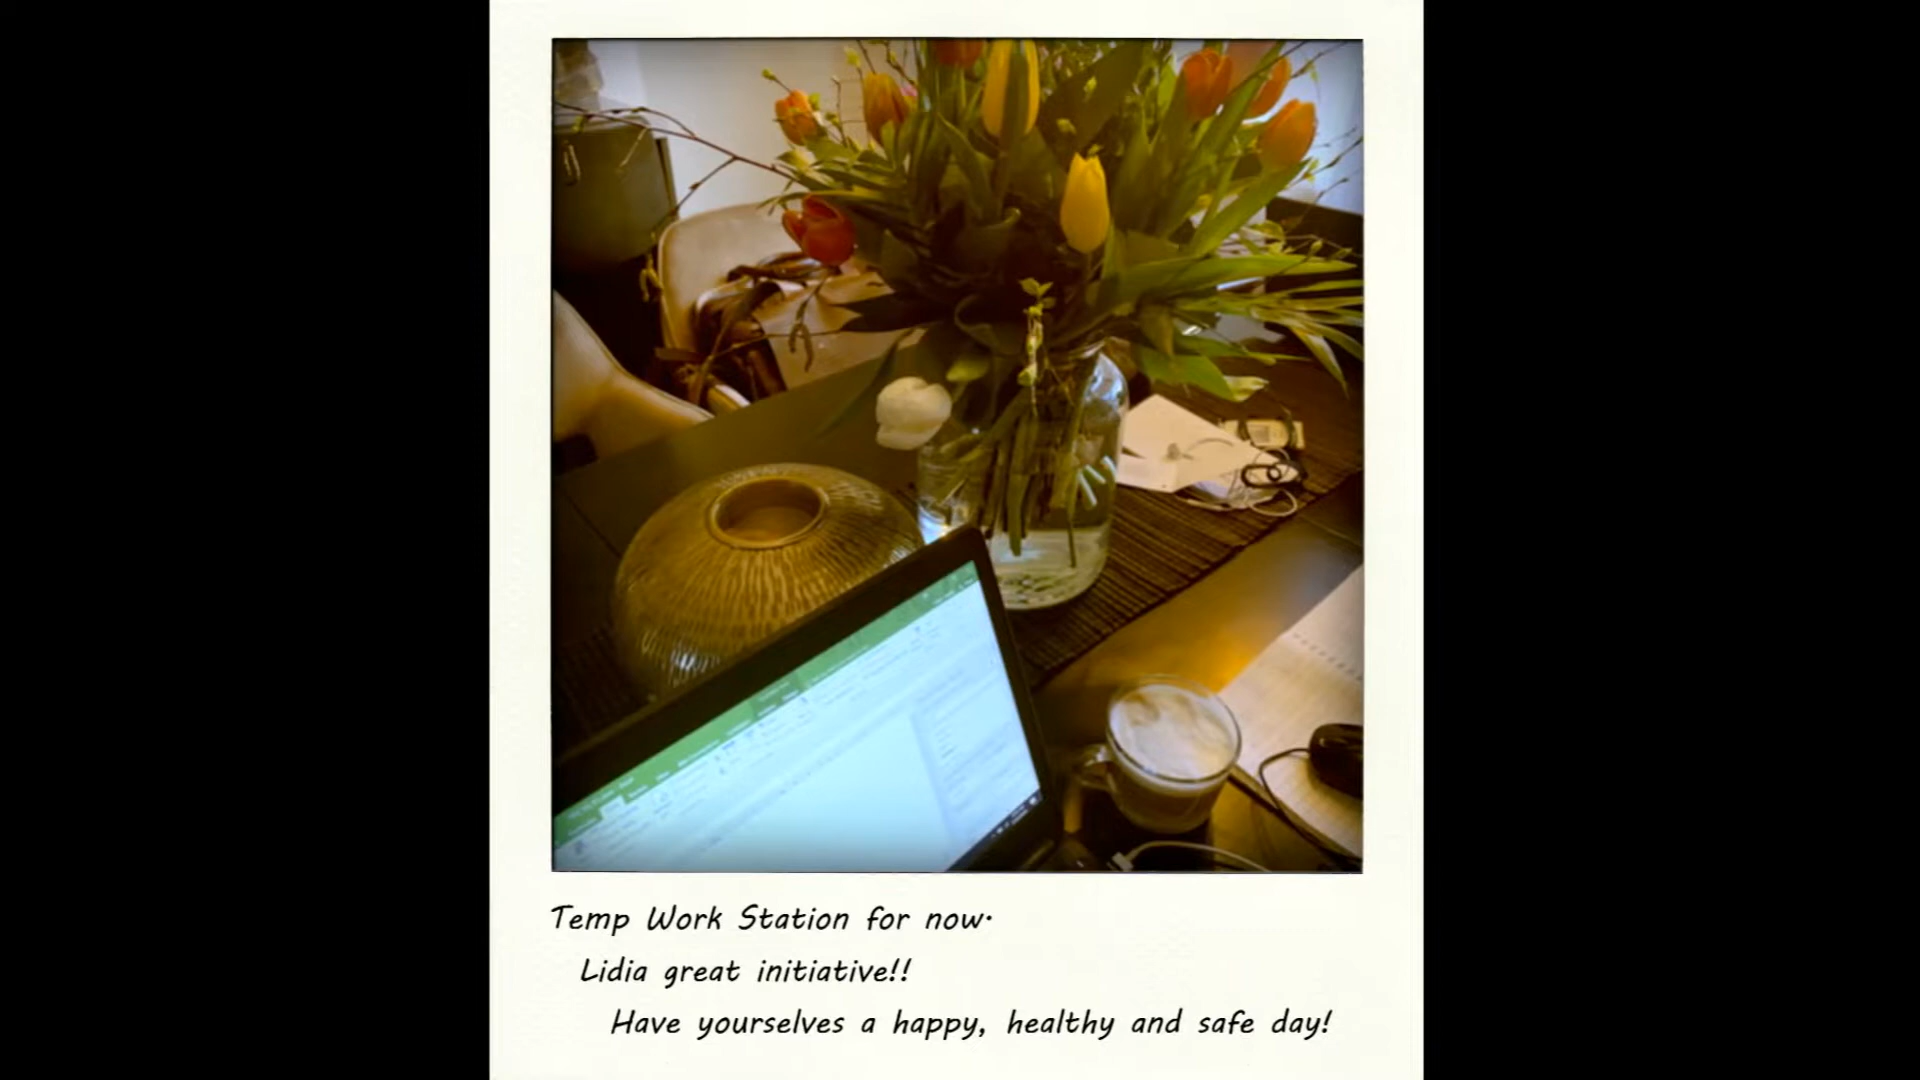 Temp Work Station for now.
Lidia great initiative!!
Have yourselves a happy, healthy and safe day!